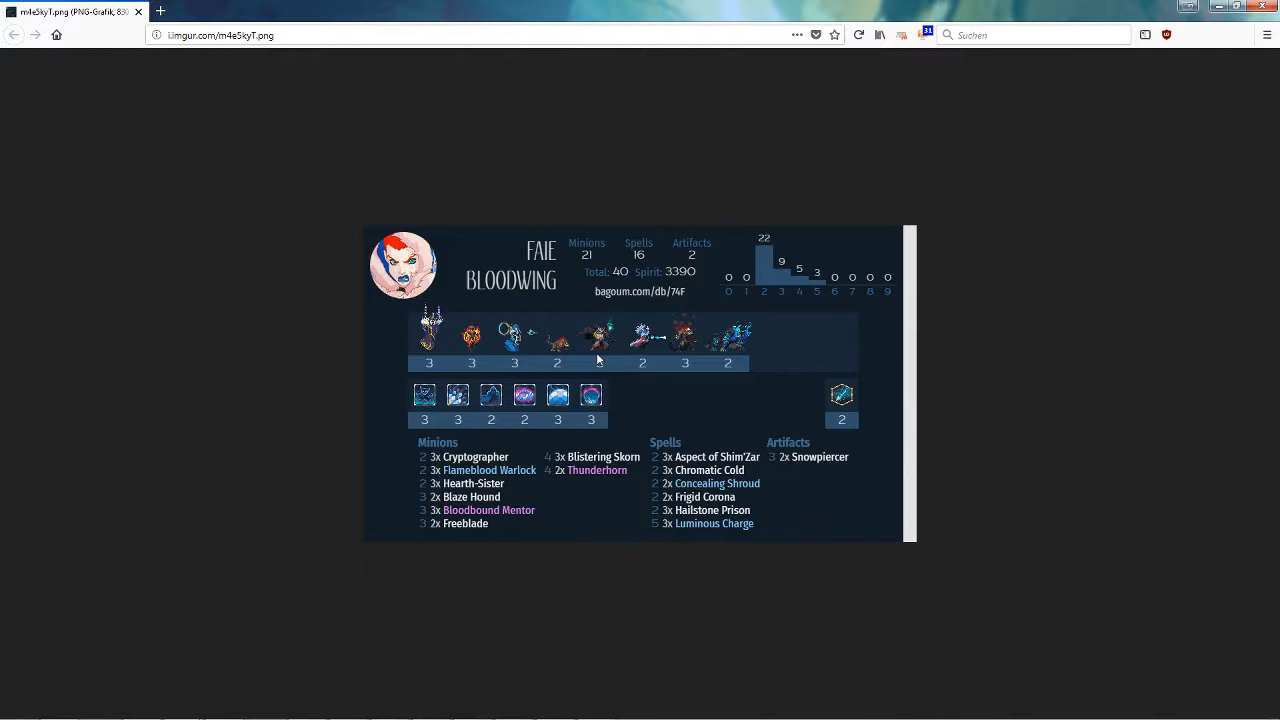 m4e5kyT.png (PNG-Grafik, 830
i.imgur.com/m4e5kyT.png
31
Suchen
FAIE
BLOODWING
Minions Spells Artifacts
21 16 2
Total: 40 Spirit: 3390
bagoum.com/db/74F
22
9
5
3
0 0 0 0 0 0
0 1 2 3 4 5 6 7 8 9
3 3 3 2 3 2 3 2
3 3 2 2 3 3 2
Minions Spells Artifacts
2 3x Cryptographer 4 3x Blistering Skorn 2 3x Aspect of Shim'Zar 3 2x Snowpiercer
2 3x Flameblood Warlock 4 2x Thunderhorn 2 3x Chromatic Cold
2 3x Hearth-Sister 2 2x Concealing Shroud
3 2x Blaze Hound 2 2x Frigid Corona
3 3x Bloodbound Mentor 2 3x Hailstone Prison
3 2x Freeblade 5 3x Luminous Charge